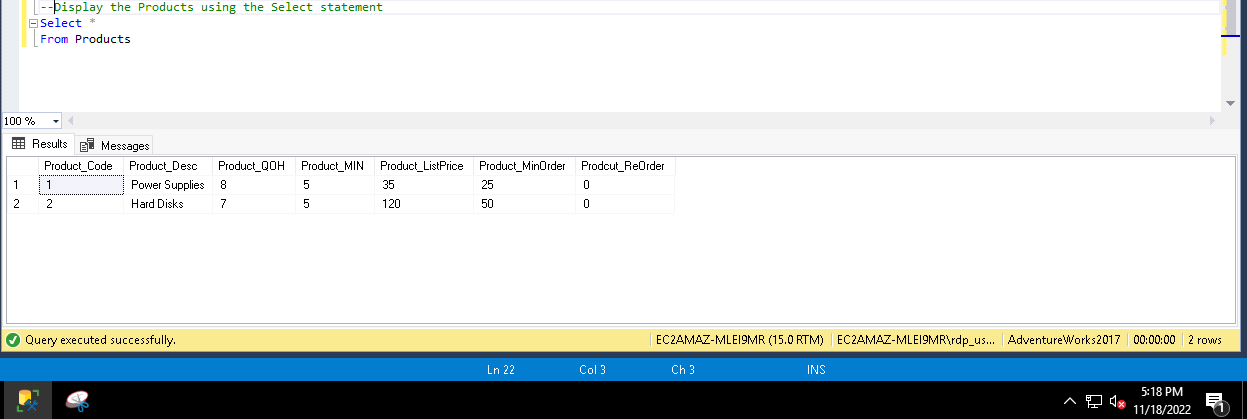 --Display the Products using the Select statement
Select *
From Products
100 %
Results Messages
Product_Code Product_Desc Product_QOH Product_MIN Product_ListPrice Product_MinOrder Prodcut_ReOrder
1 1 Power Supplies 8 5 35 25 0
2 2 Hard Disks 7 5 120 50 0
Query executed successfully. EC2AMAZ-MLEI9MR (15.0 RTM) EC2AMAZ-MLEI9MR\rdp_us... AdventureWorks2017 00:00:00 2 rows
Ln 22 Col 3 Ch 3 INS
5:18 PM
11/18/2022
1